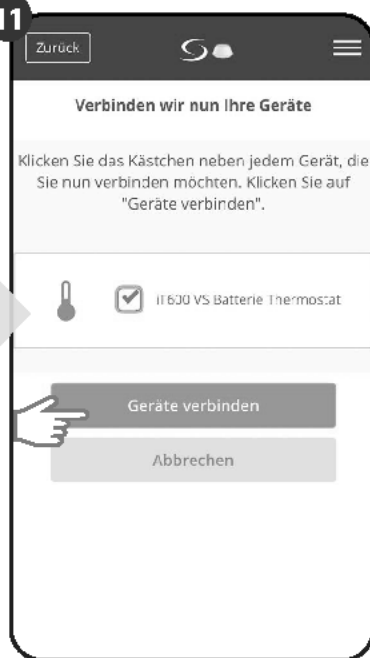 11
Zurück
Verbinden wir nun Ihre Geräte
Klicken Sie das Kästchen neben jedem Gerät, die
Sie nun verbinden möchten. Klicken Sie auf
"Geräte verbinden".
iT600 VS Batterie Thermostat
Geräte verbinden
Abbrechen